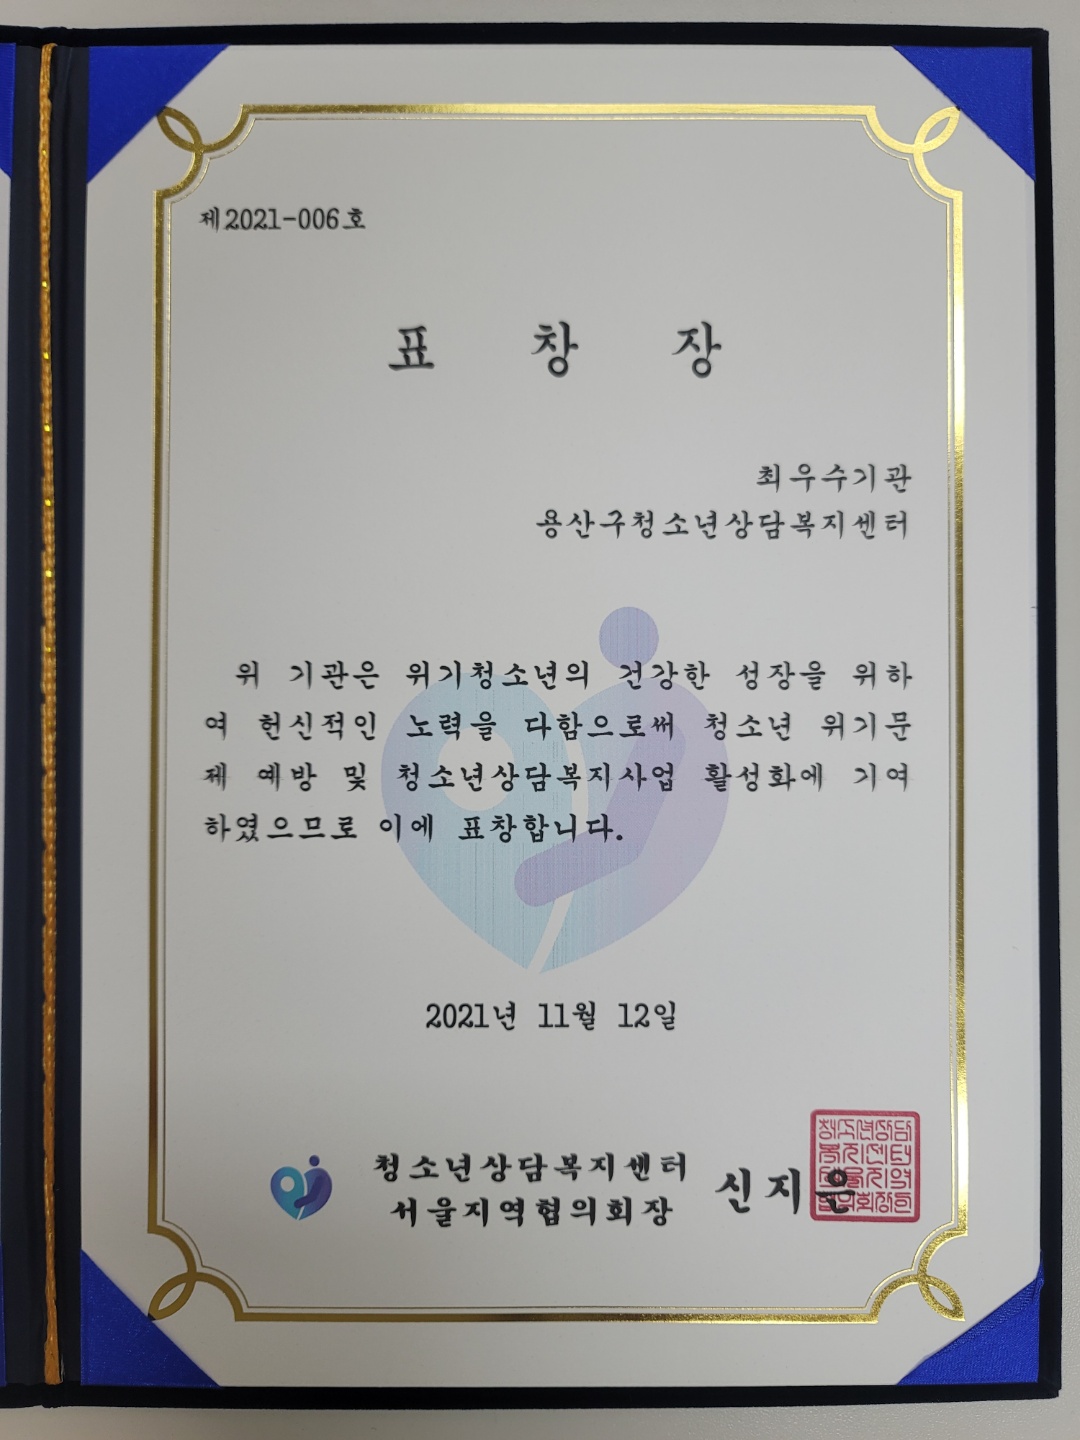 제2021-006호
표 창 장
최우수기관
용산구청소년상담복지센터
위 기관은 위기청소년의 건강한 성장을 위하
여 헌신적인 노력을 다함으로써 청소년 위기문
제 예방 및 청소년상담복지사업 활성화에 기여
하였으므로 이에 표창합니다.
2021년 11월 12일
청소년상담복지센터
서울지역협의회장 신지은